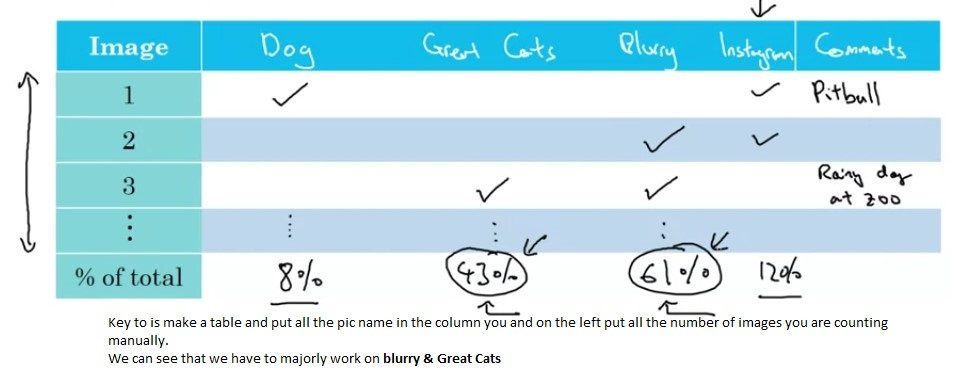 Image Dog Great Cats Blurry Instagram Comments
1 ✓ ✓ Pitbull
2 ✓ ✓
3 ✓ ✓ Rainy day
at zoo
⋮ ⋮ ⋮ ⋮
% of total 8% 43% 61% 12%
Key to is make a table and put all the pic name in the column you and on the left put all the number of images you are counting
manually.
We can see that we have to majorly work on blurry & Great Cats